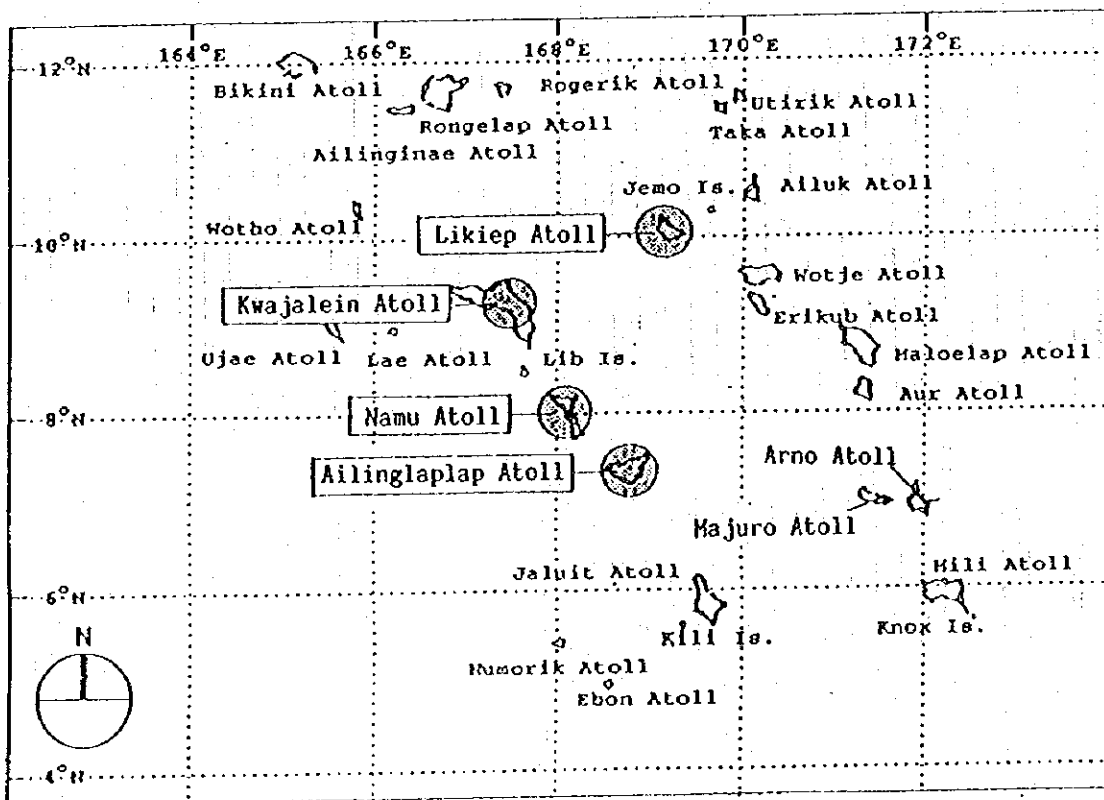 164°E 166°E 168°E 170°E 172°E
12°N
Bikini Atoll
Rogerik Atoll
Utirik Atoll
Rongelap Atoll
Taka Atoll
Ailinginae Atoll
Jemo Is.
Ailuk Atoll
Wotho Atoll
Likiep Atoll
10°N
Wotje Atoll
Kwajalein Atoll
Erikub Atoll
Ujae Atoll
Lae Atoll
Lib Is.
Maloelap Atoll
Aur Atoll
Namu Atoll
8°N
Arno Atoll
Ailinglaplap Atoll
Majuro Atoll
Jaluit Atoll
Mili Atoll
6°N
Kili Is.
Knox Is.
N
Numorik Atoll
Ebon Atoll
4°N